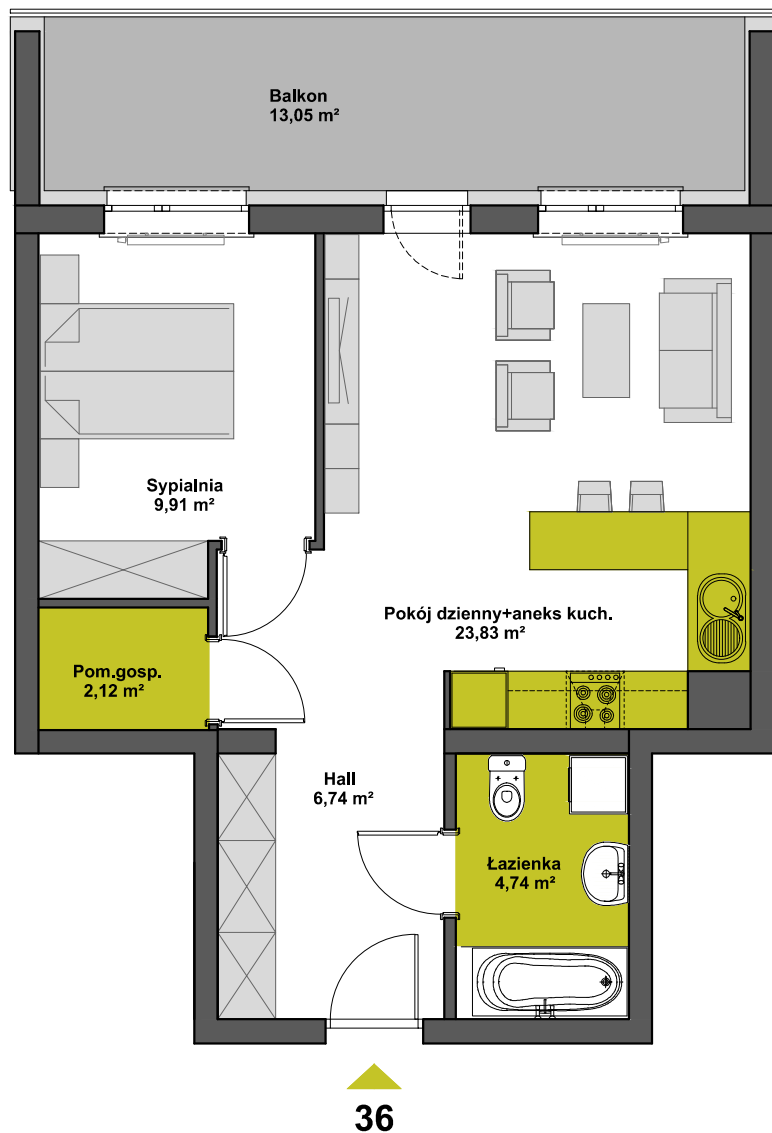 Balkon
13,05 m²
Sypialnia
9,91 m²
Pokój dzienny+aneks kuch.
23,83 m²
Pom.gosp.
2,12 m²
Hall
6,74 m²
Łazienka
4,74 m²
36